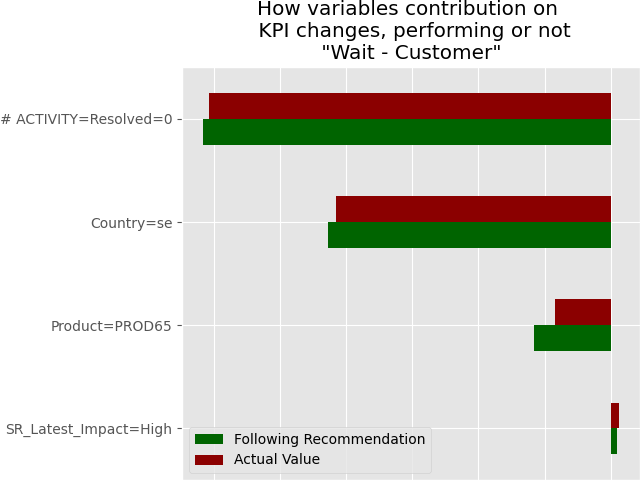 How variables contribution on
KPI changes, performing or not
"Wait - Customer"
# ACTIVITY=Resolved=0
Country=se
Product=PROD65
SR_Latest_Impact=High
Following Recommendation
Actual Value